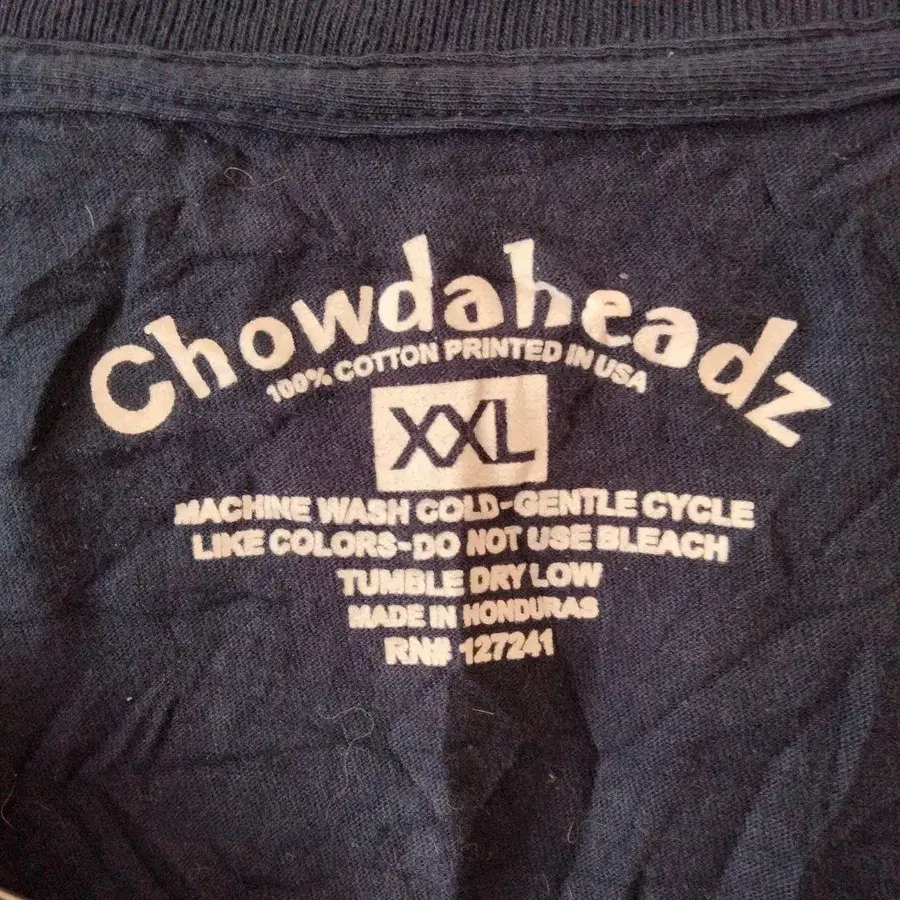 Chowdaheadz
100% COTTON PRINTED IN USA
XXL
MACHINE WASH COLD-GENTLE CYCLE
LIKE COLORS-DO NOT USE BLEACH
TUMBLE DRY LOW
MADE IN HONDURAS
RN# 127241